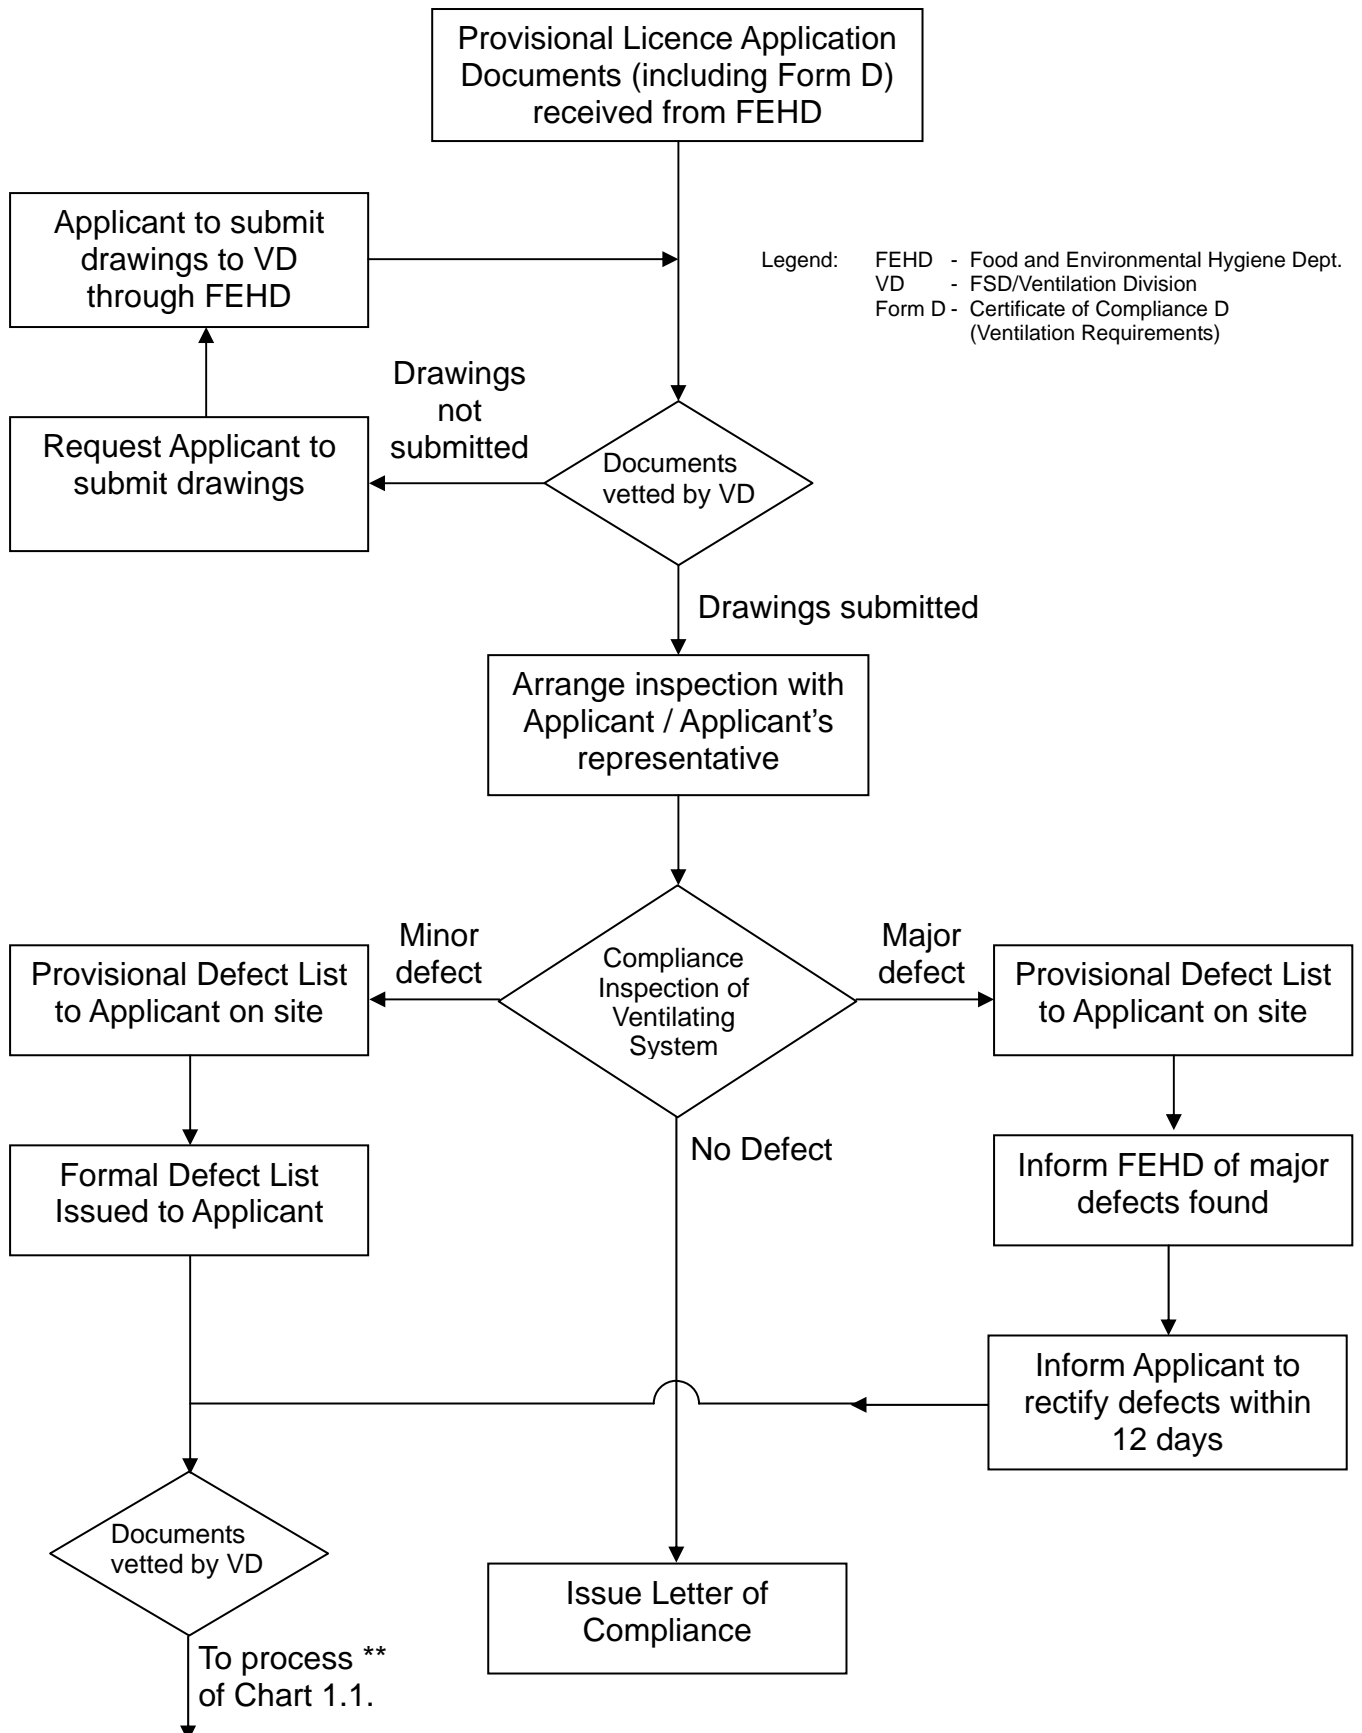 Provisional Licence Application
Documents (including Form D)
received from FEHD
Applicant to submit
drawings to VD
through FEHD
Legend: FEHD - Food and Environmental Hygiene Dept.
VD - FSD/Ventilation Division
Form D - Certificate of Compliance D
(Ventilation Requirements)
Drawings
not
submitted
Request Applicant to
submit drawings
Documents
vetted by VD
Drawings submitted
Arrange inspection with
Applicant / Applicant’s
representative
Minor
defect
Compliance
Inspection of
Ventilating
System
Major
defect
Provisional Defect List
to Applicant on site
Provisional Defect List
to Applicant on site
No Defect
Formal Defect List
Issued to Applicant
Inform FEHD of major
defects found
Inform Applicant to
rectify defects within
12 days
Documents
vetted by VD
Issue Letter of
Compliance
To process **
of Chart 1.1.